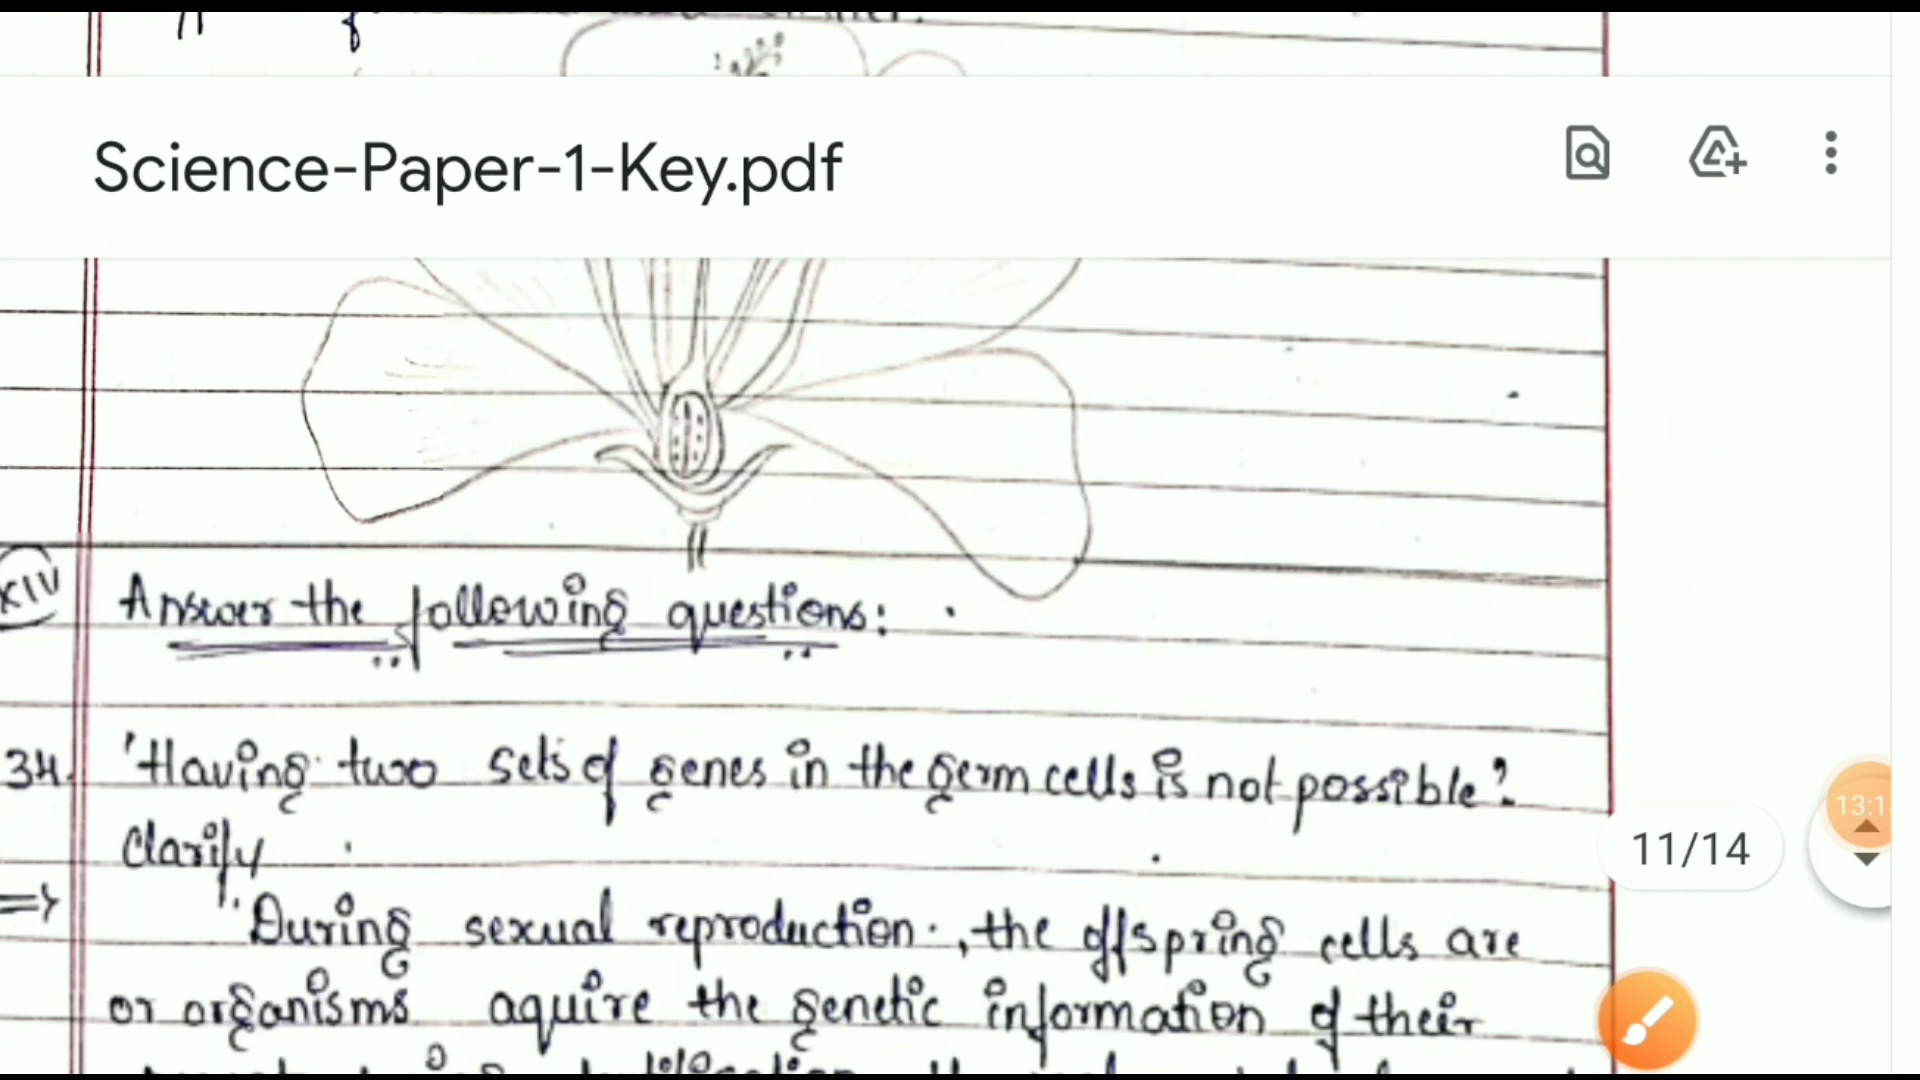 Science-Paper-1-Key.pdf
XIV Answer the following questions:
34. 'Having two sets of genes in the germ cells is not possible'.
Clarify
=> During sexual reproduction, the offspring cells are
or organisms aquire the genetic information of their
11/14